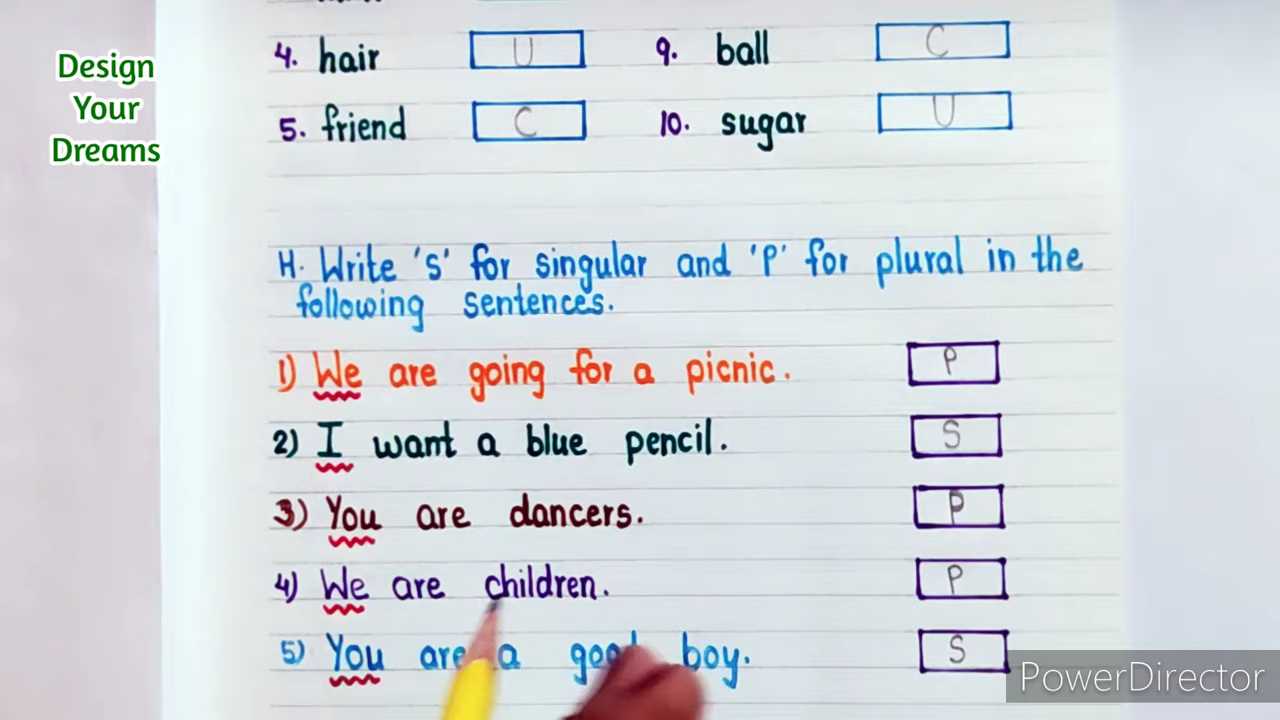 Design
Your
Dreams
4. hair U 9. ball C
5. friend C 10. sugar U
H. Write 's' for singular and 'P' for plural in the
following sentences.
1) We are going for a picnic. P
2) I want a blue pencil. S
3) You are dancers. P
4) We are children. P
5) You are a good boy. S
PowerDirector